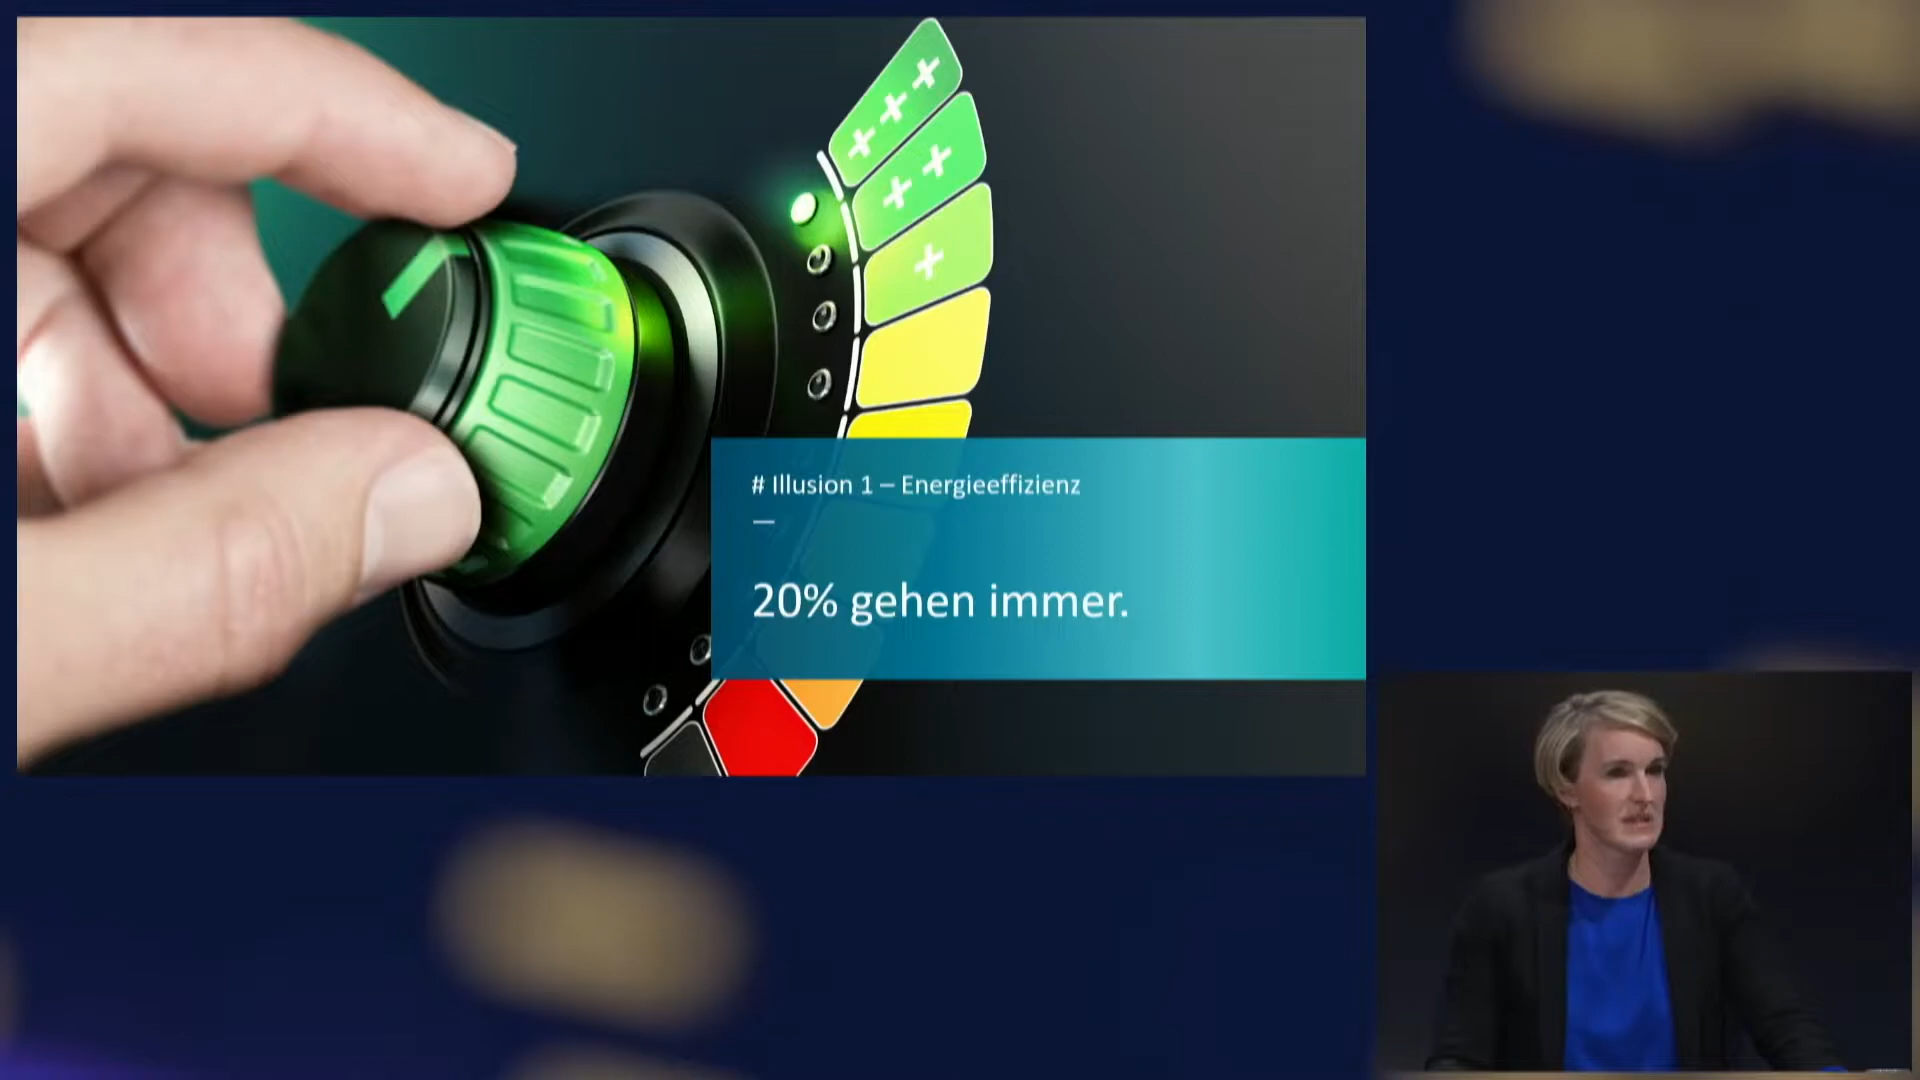 +++
++
+
# Illusion 1 – Energieeffizienz
—
20% gehen immer.